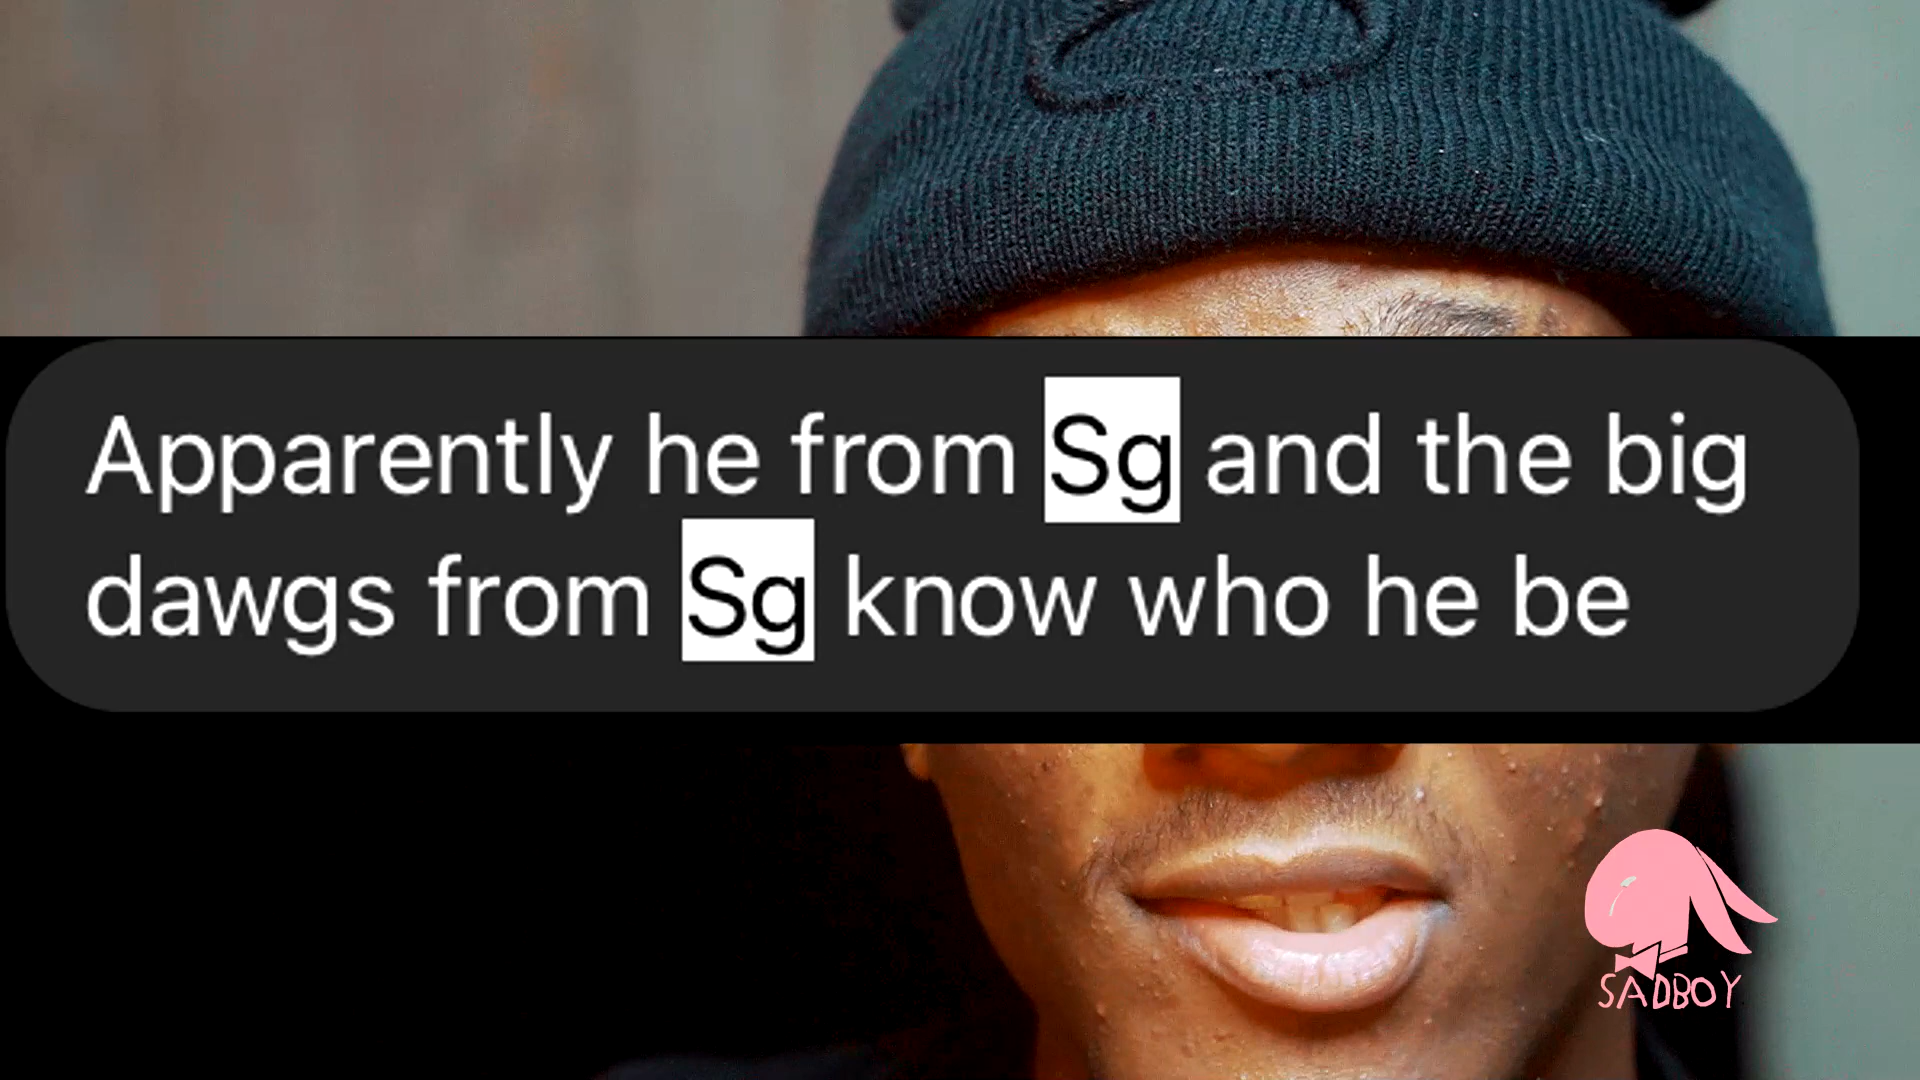 Apparently he from Sg and the big
dawgs from Sg know who he be
SADBOY